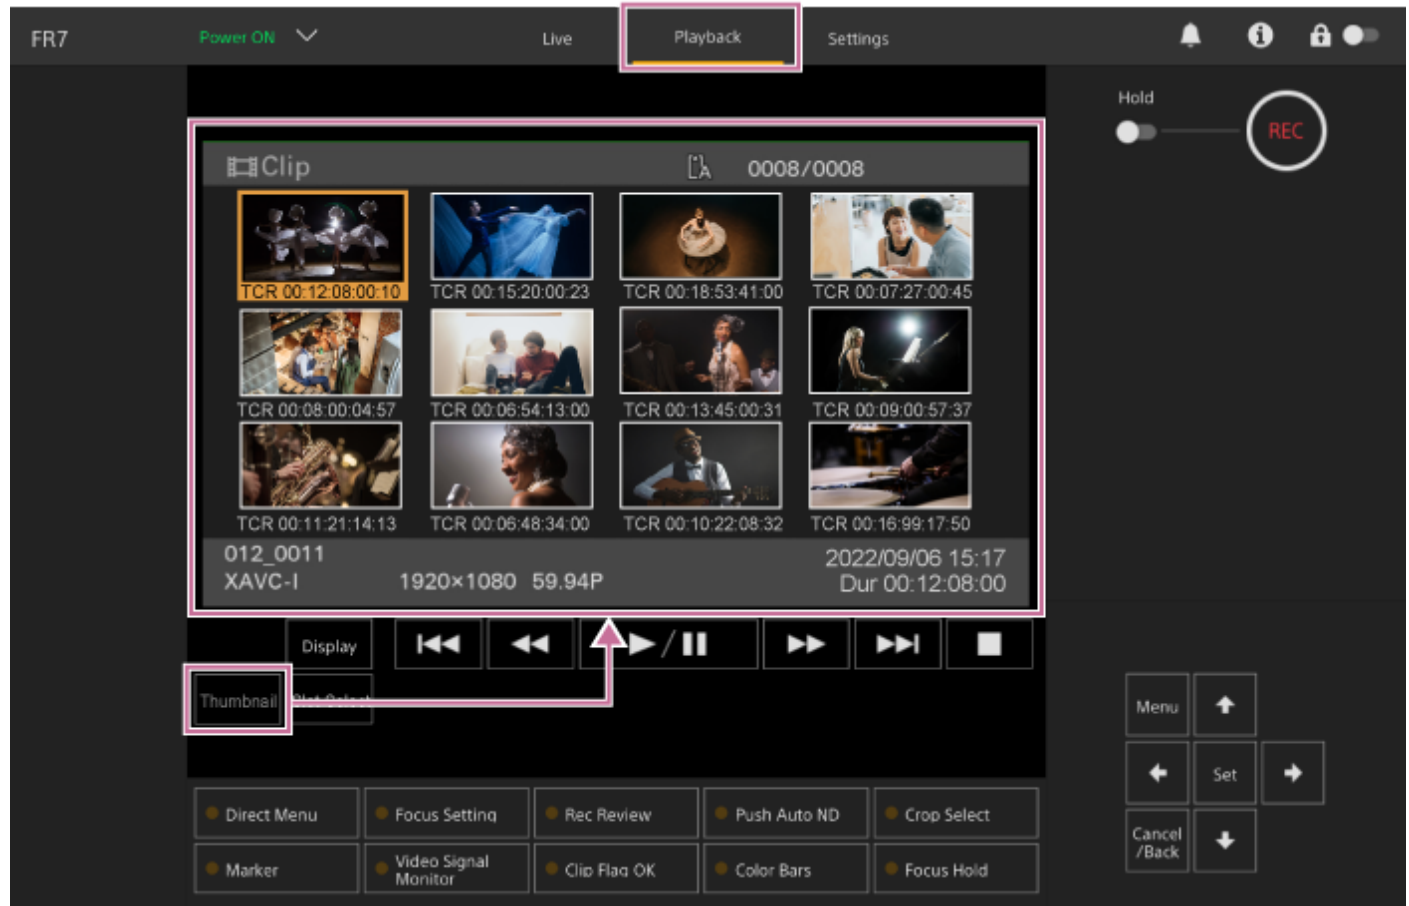 FR7 Power ON Live Playback Settings
Hold
REC
Clip A 0008/0008
TCR 00:12:08:00:10 TCR 00:15:20:00:23 TCR 00:18:53:41:00 TCR 00:07:27:00:45
TCR 00:08:00:04:57 TCR 00:06:54:13:00 TCR 00:13:45:00:31 TCR 00:09:00:57:37
TCR 00:11:21:14:13 TCR 00:06:48:34:00 TCR 00:10:22:08:32 TCR 00:16:99:17:50
012_0011 2022/09/06 15:17
XAVC-I 1920×1080 59.94P Dur 00:12:08:00
Display
Thumbnail Slot Select
Menu
Set
Cancel
/Back
Direct Menu Focus Setting Rec Review Push Auto ND Crop Select
Marker Video Signal
Monitor Clip Flag OK Color Bars Focus Hold